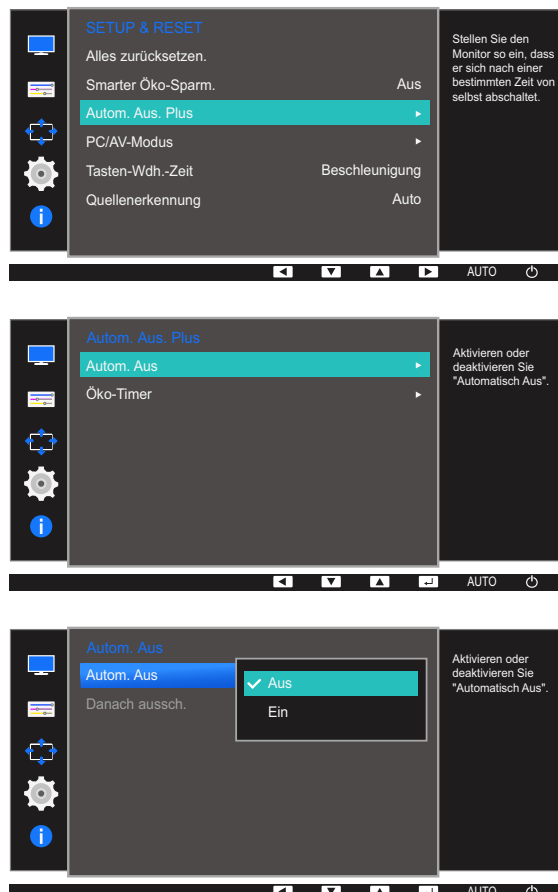 SETUP & RESET
Alles zurücksetzen.
Smarter Öko-Sparm. Aus
Autom. Aus. Plus
PC/AV-Modus
Tasten-Wdh.-Zeit Beschleunigung
Quellenerkennung Auto
Stellen Sie den
Monitor so ein, dass
er sich nach einer
bestimmten Zeit von
selbst abschaltet.
AUTO
Autom. Aus. Plus
Autom. Aus
Öko-Timer
Aktivieren oder
deaktivieren Sie
"Automatisch Aus".
AUTO
Autom. Aus
Autom. Aus
Danach aussch.
Aus
Ein
Aktivieren oder
deaktivieren Sie
"Automatisch Aus".
AUTO